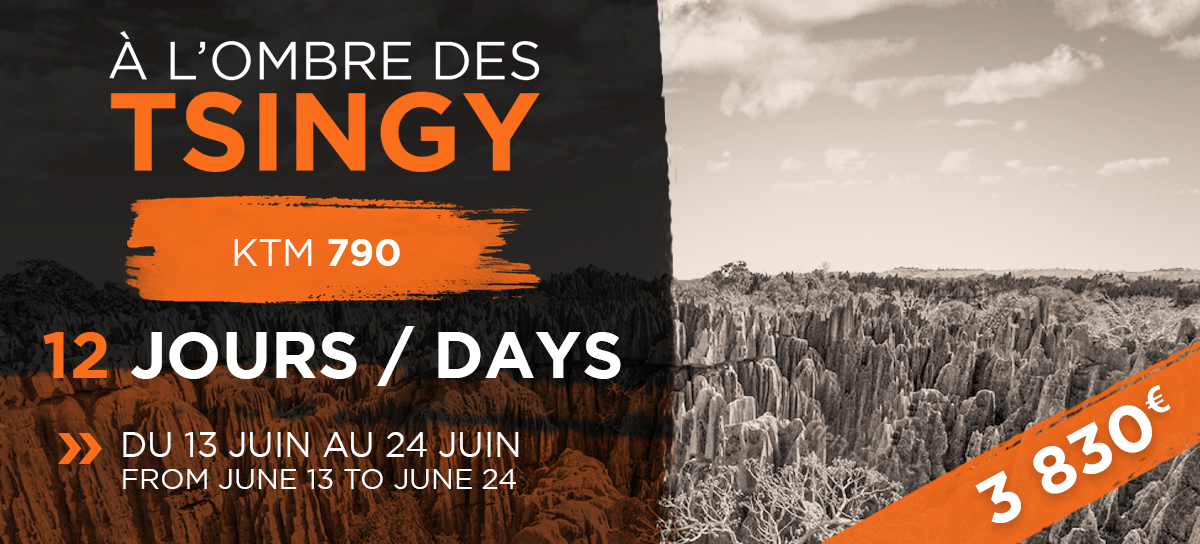 À L’OMBRE DES
TSINGY
KTM 790
12 JOURS / DAYS
DU 13 JUIN AU 24 JUIN
FROM JUNE 13 TO JUNE 24
3 830€